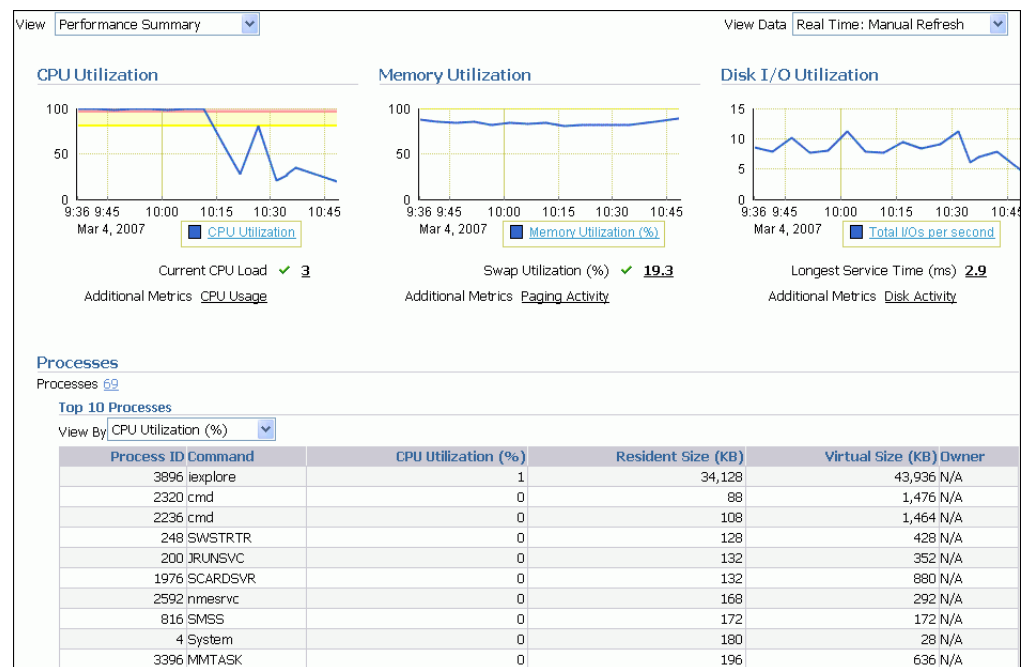 View Performance Summary View Data Real Time: Manual Refresh
CPU Utilization Memory Utilization Disk I/O Utilization
100
50
0
9:36 9:45 10:00 10:15 10:30 10:45
Mar 4, 2007
CPU Utilization
100
50
0
9:36 9:45 10:00 10:15 10:30 10:45
Mar 4, 2007
Memory Utilization (%)
15
10
5
0
9:36 9:45 10:00 10:15 10:30 10:45
Mar 4, 2007
Total I/Os per second
Current CPU Load ✓ 3
Additional Metrics CPU Usage
Swap Utilization (%) ✓ 19.3
Additional Metrics Paging Activity
Longest Service Time (ms) 2.9
Additional Metrics Disk Activity
Processes
Processes 69
Top 10 Processes
View By CPU Utilization (%)
Process ID Command CPU Utilization (%) Resident Size (KB) Virtual Size (KB) Owner
3896 iexplore 1 34,128 43,936 N/A
2320 cmd 0 88 1,476 N/A
2236 cmd 0 108 1,464 N/A
248 SWSTRTR 0 128 428 N/A
200 JRUNSVC 0 132 352 N/A
1976 SCARDSVR 0 132 880 N/A
2592 nmesrvc 0 168 292 N/A
816 SMSS 0 172 172 N/A
4 System 0 180 28 N/A
3396 MMTASK 0 196 636 N/A